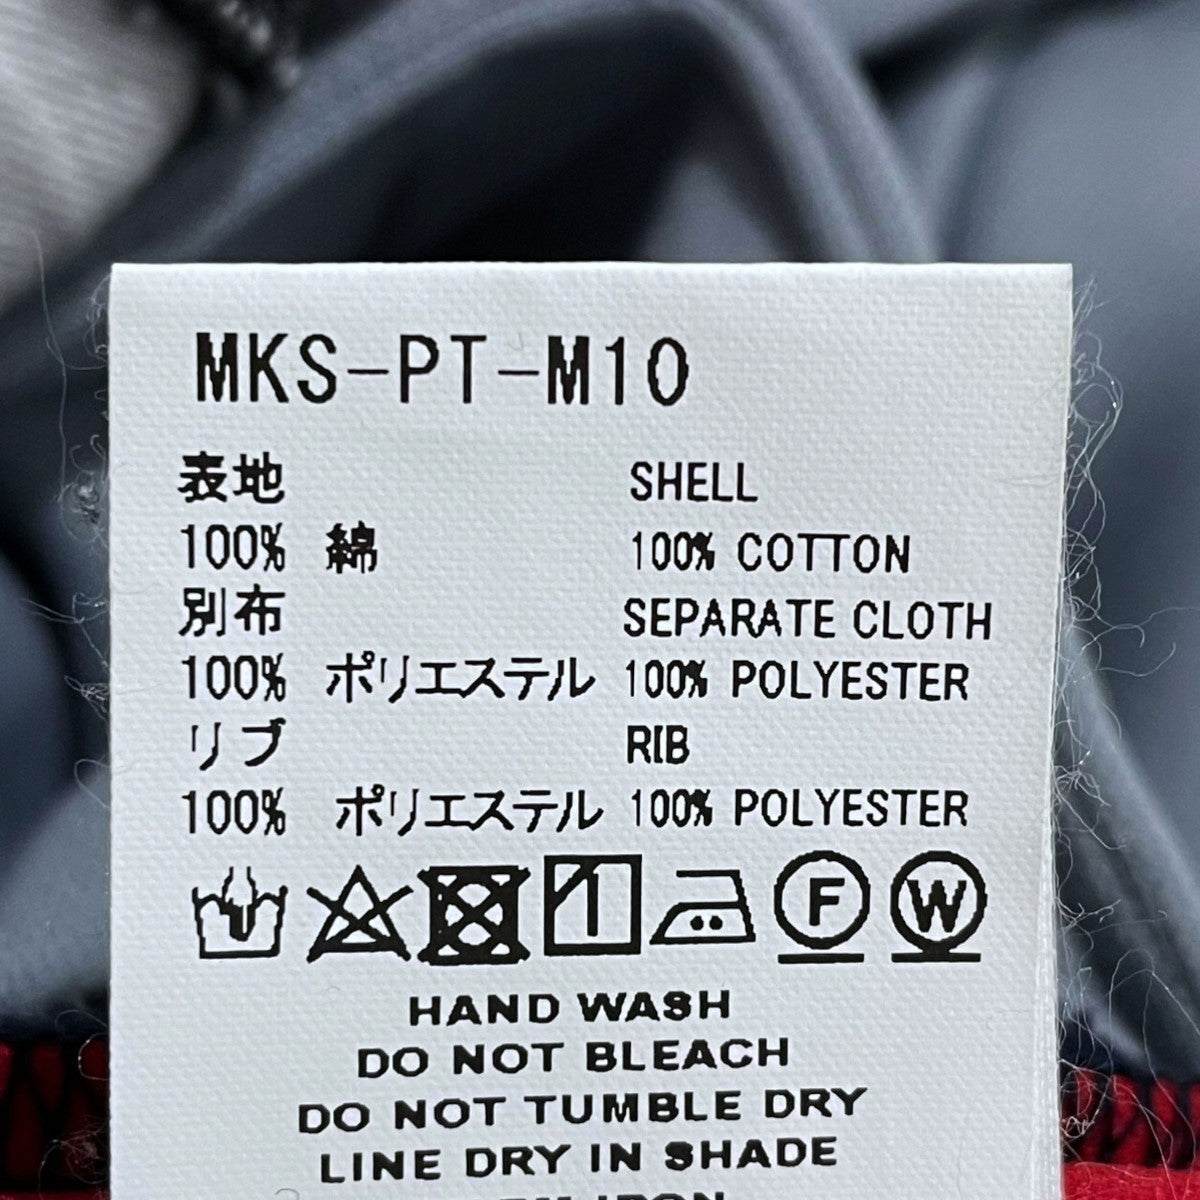 MKS-PT-M10
表地 SHELL
100% 綿 100% COTTON
別布 SEPARATE CLOTH
100% ポリエステル 100% POLYESTER
リブ RIB
100% ポリエステル 100% POLYESTER
F W
HAND WASH
DO NOT BLEACH
DO NOT TUMBLE DRY
LINE DRY IN SHADE